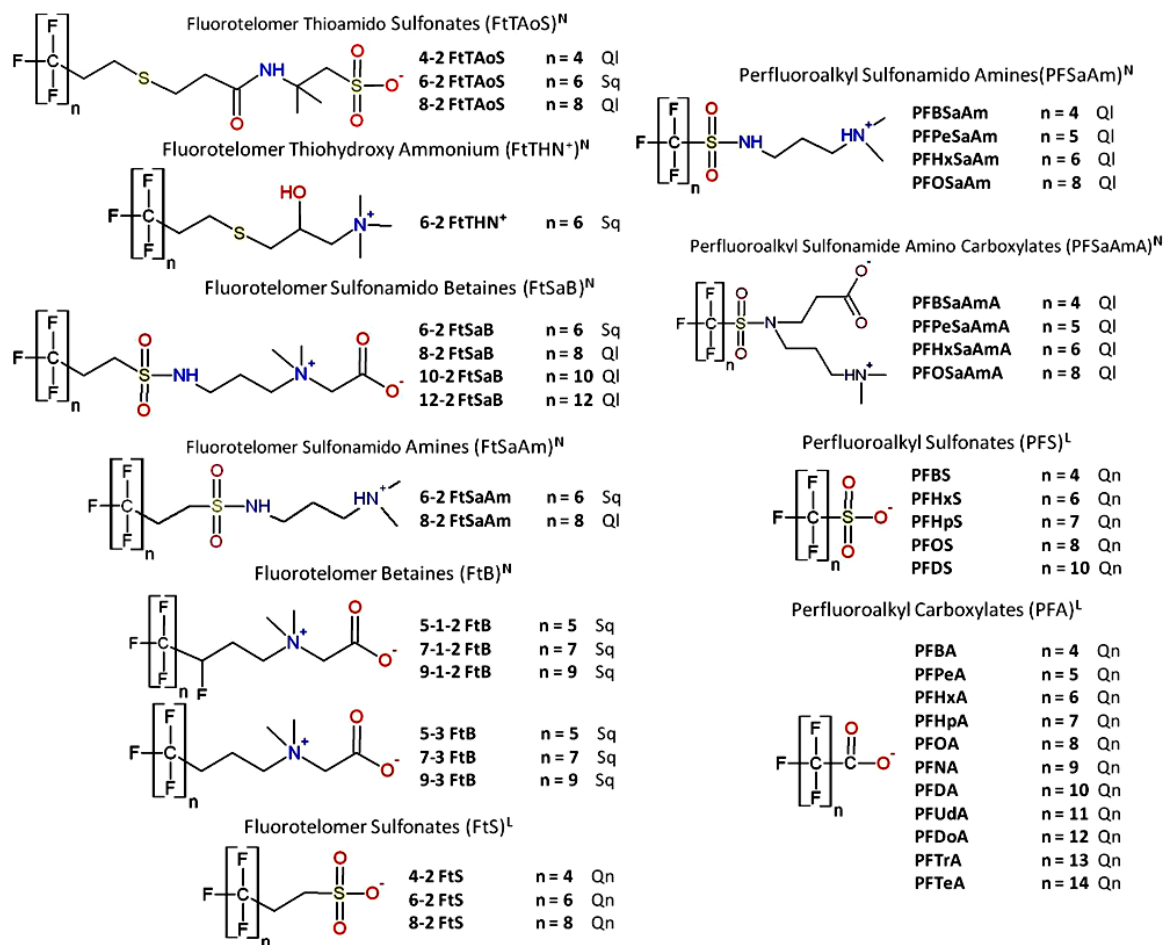 Fluorotelomer Thioamido Sulfonates (FtTAoS)ᴺ
4-2 FtTAoS n = 4 Ql
6-2 FtTAoS n = 6 Sq
8-2 FtTAoS n = 8 Ql
Fluorotelomer Thiohydroxy Ammonium (FtTHN⁺)ᴺ
6-2 FtTHN⁺ n = 6 Sq
Fluorotelomer Sulfonamido Betaines (FtSaB)ᴺ
6-2 FtSaB n = 6 Sq
8-2 FtSaB n = 8 Ql
10-2 FtSaB n = 10 Ql
12-2 FtSaB n = 12 Ql
Fluorotelomer Sulfonamido Amines (FtSaAm)ᴺ
6-2 FtSaAm n = 6 Sq
8-2 FtSaAm n = 8 Ql
Fluorotelomer Betaines (FtB)ᴺ
5-1-2 FtB n = 5 Sq
7-1-2 FtB n = 7 Sq
9-1-2 FtB n = 9 Sq
5-3 FtB n = 5 Sq
7-3 FtB n = 7 Sq
9-3 FtB n = 9 Sq
Fluorotelomer Sulfonates (FtS)ᴸ
4-2 FtS n = 4 Qn
6-2 FtS n = 6 Qn
8-2 FtS n = 8 Qn
Perfluoroalkyl Sulfonamido Amines(PFSaAm)ᴺ
PFBSaAm n = 4 Ql
PFPeSaAm n = 5 Ql
PFHxSaAm n = 6 Ql
PFOSaAm n = 8 Ql
Perfluoroalkyl Sulfonamide Amino Carboxylates (PFSaAmA)ᴺ
PFBSaAmA n = 4 Ql
PFPeSaAmA n = 5 Ql
PFHxSaAmA n = 6 Ql
PFOSaAmA n = 8 Ql
Perfluoroalkyl Sulfonates (PFS)ᴸ
PFBS n = 4 Qn
PFHxS n = 6 Qn
PFHpS n = 7 Qn
PFOS n = 8 Qn
PFDS n = 10 Qn
Perfluoroalkyl Carboxylates (PFA)ᴸ
PFBA n = 4 Qn
PFPeA n = 5 Qn
PFHxA n = 6 Qn
PFHpA n = 7 Qn
PFOA n = 8 Qn
PFNA n = 9 Qn
PFDA n = 10 Qn
PFUdA n = 11 Qn
PFDoA n = 12 Qn
PFTrA n = 13 Qn
PFTeA n = 14 Qn